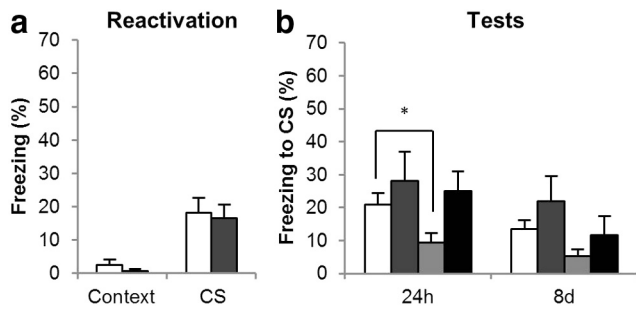 a Reactivation
Freezing (%)
70
60
50
40
30
20
10
0
Context CS
b Tests
Freezing to CS (%)
70
60
50
40
30
20
10
0
*
24h 8d